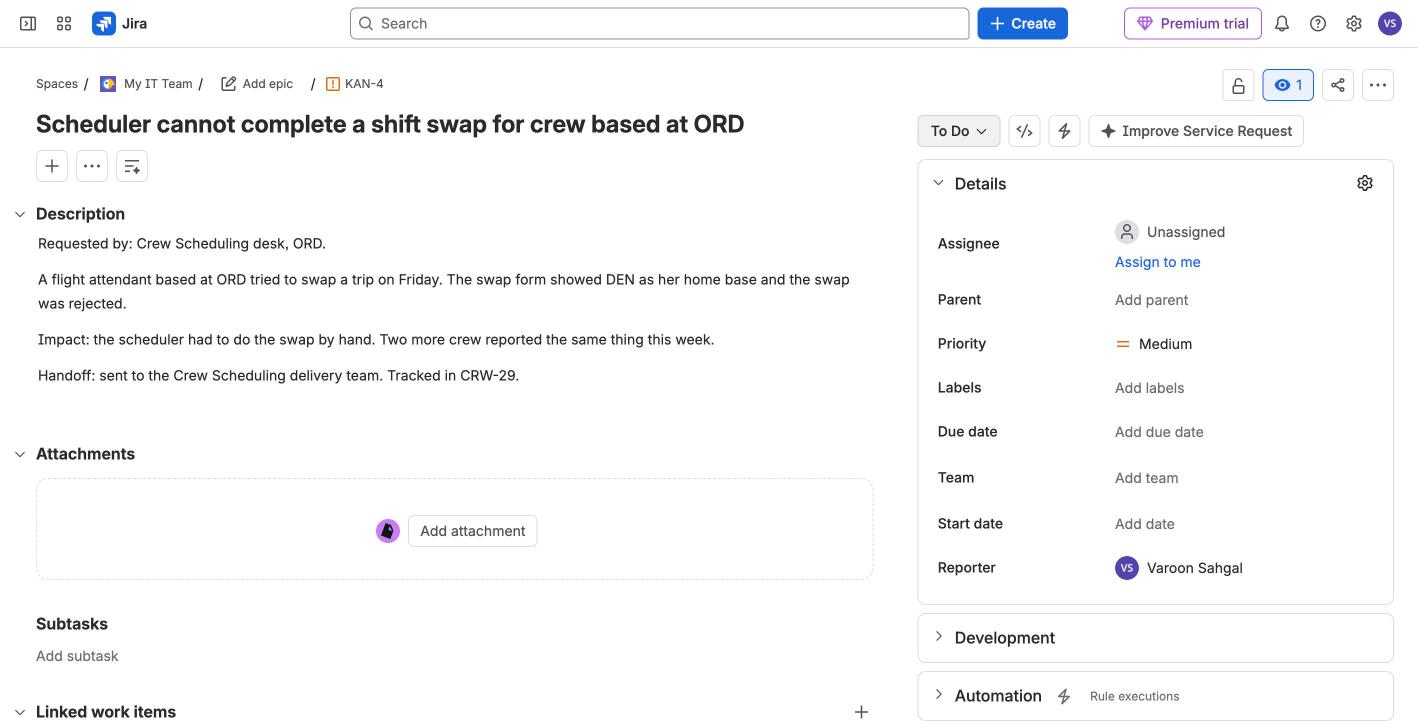 Jira
Search
Create
Premium trial
VS
Spaces / My IT Team / Add epic / KAN-4
1
Scheduler cannot complete a shift swap for crew based at ORD
To Do
Improve Service Request
Description
Requested by: Crew Scheduling desk, ORD.
A flight attendant based at ORD tried to swap a trip on Friday. The swap form showed DEN as her home base and the swap
was rejected.
Impact: the scheduler had to do the swap by hand. Two more crew reported the same thing this week.
Handoff: sent to the Crew Scheduling delivery team. Tracked in CRW-29.
Attachments
Add attachment
Subtasks
Add subtask
Linked work items
Details
Assignee
Unassigned
Assign to me
Parent
Add parent
Priority
Medium
Labels
Add labels
Due date
Add due date
Team
Add team
Start date
Add date
Reporter
VS Varoon Sahgal
Development
Automation
Rule executions